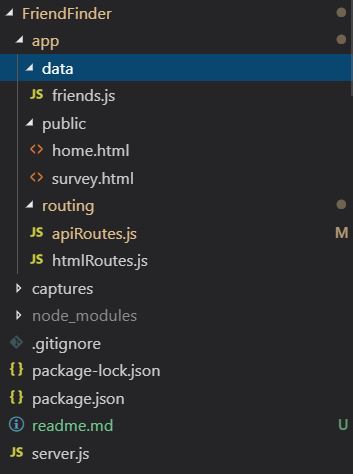 FriendFinder
app
data
JS friends.js
public
<> home.html
<> survey.html
routing
JS apiRoutes.js M
JS htmlRoutes.js
captures
node_modules
.gitignore
{} package-lock.json
{} package.json
readme.md U
JS server.js